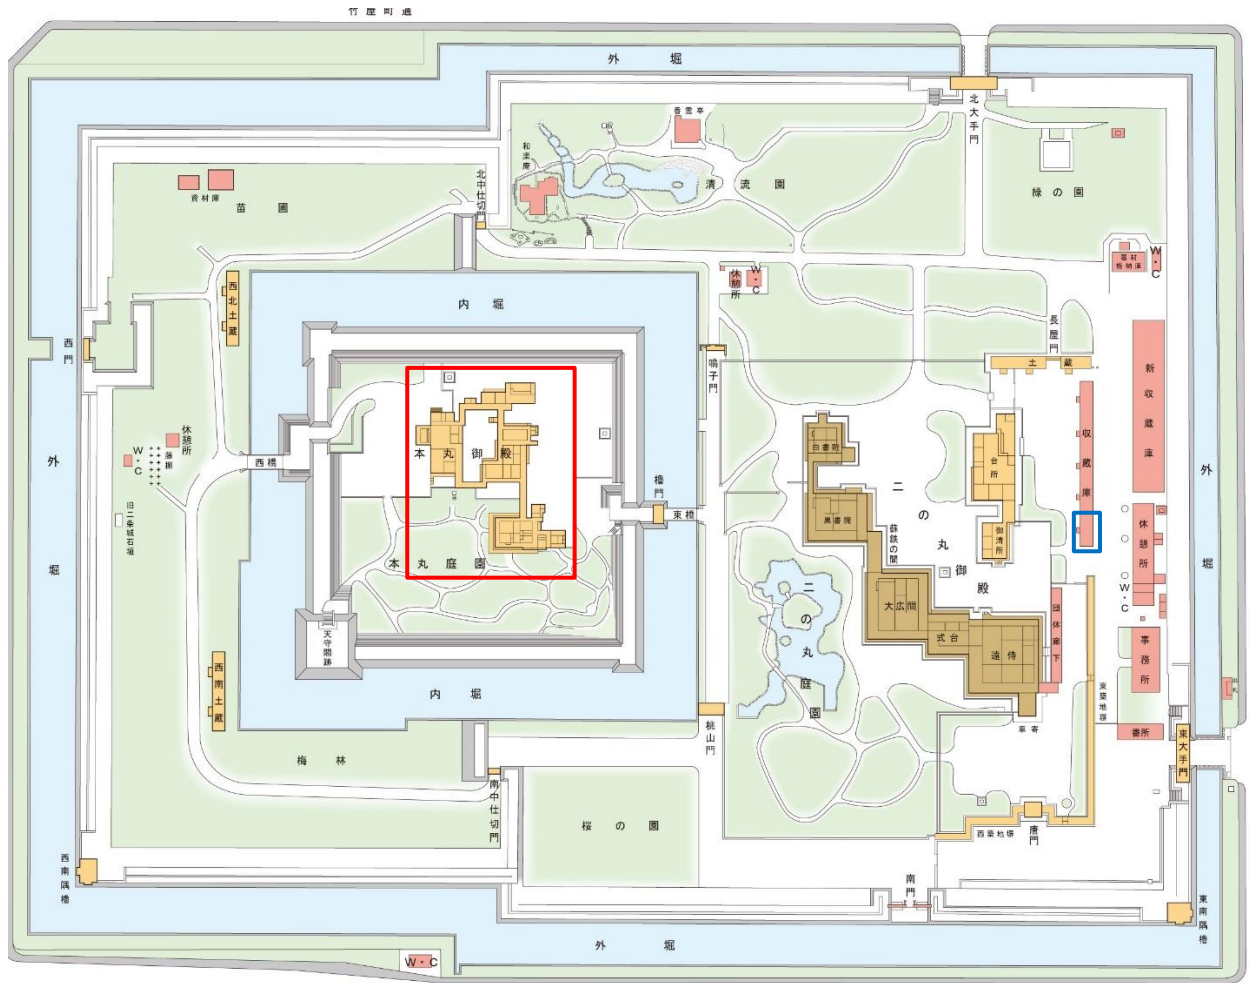 竹屋町通
外堀
北大手門
香雲亭
和楽庵
清流園
緑の園
北中仕切門
資材庫
苗圃
W・C
休憩所
W・C
内堀
西北土蔵
西門
長屋門
土蔵
鳴子門
新収蔵庫
収蔵庫
休憩所
藤棚
W・C
西橋
本丸御殿
白書院
台所
櫓門
東橋
二の丸御殿
外堀
外堀
旧二条城石垣
黒書院
蘇鉄の間
御清所
休憩所
本丸庭園
大広間
式台
遠侍
団体廊下
W・C
二の丸庭園
天守閣跡
事務所
西南土蔵
内堀
東築地塀
車寄
桃山門
番所
東大手門
梅林
南中仕切門
桜の園
西築地塀
唐門
西南隅櫓
南門
東南隅櫓
外堀
W・C